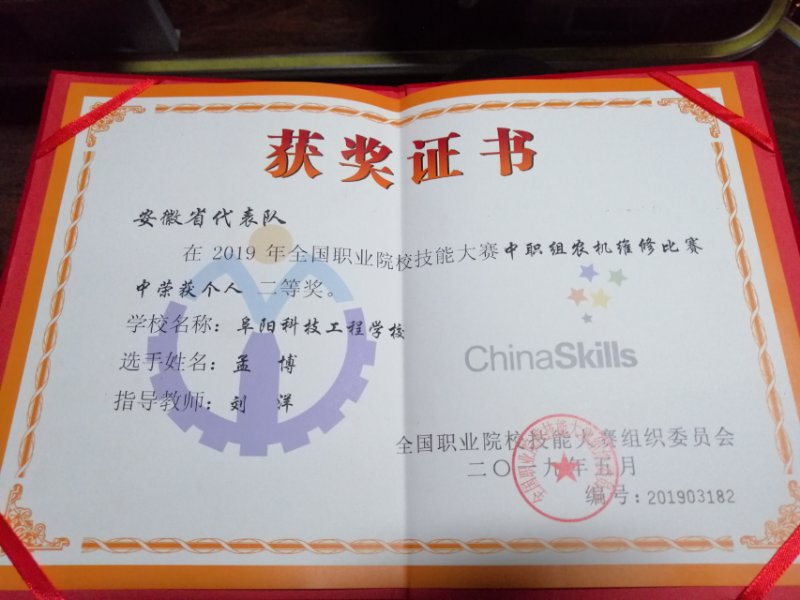 获奖证书
安徽省代表队
在 2019 年全国职业院校技能大赛中职组农机维修比赛
中荣获个人 二等奖。
学校名称：阜阳科技工程学校
选手姓名：孟 博
指导教师：刘 洋
ChinaSkills
全国职业院校技能大赛组织委员会
二〇一九年五月
编号：201903182